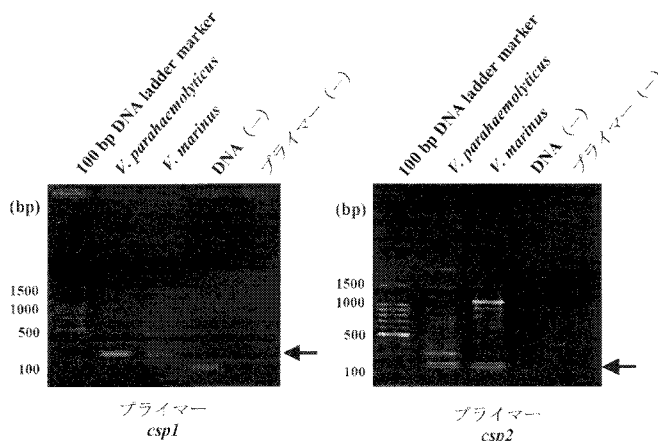 100 bp DNA ladder marker
V. parahaemolyticus
V. marinus
DNA (−)
プライマー (−)
(bp)
1500
1000
500
100
プライマー
csp1
100 bp DNA ladder marker
V. parahaemolyticus
V. marinus
DNA (−)
プライマー (−)
(bp)
1500
1000
500
100
プライマー
csp2